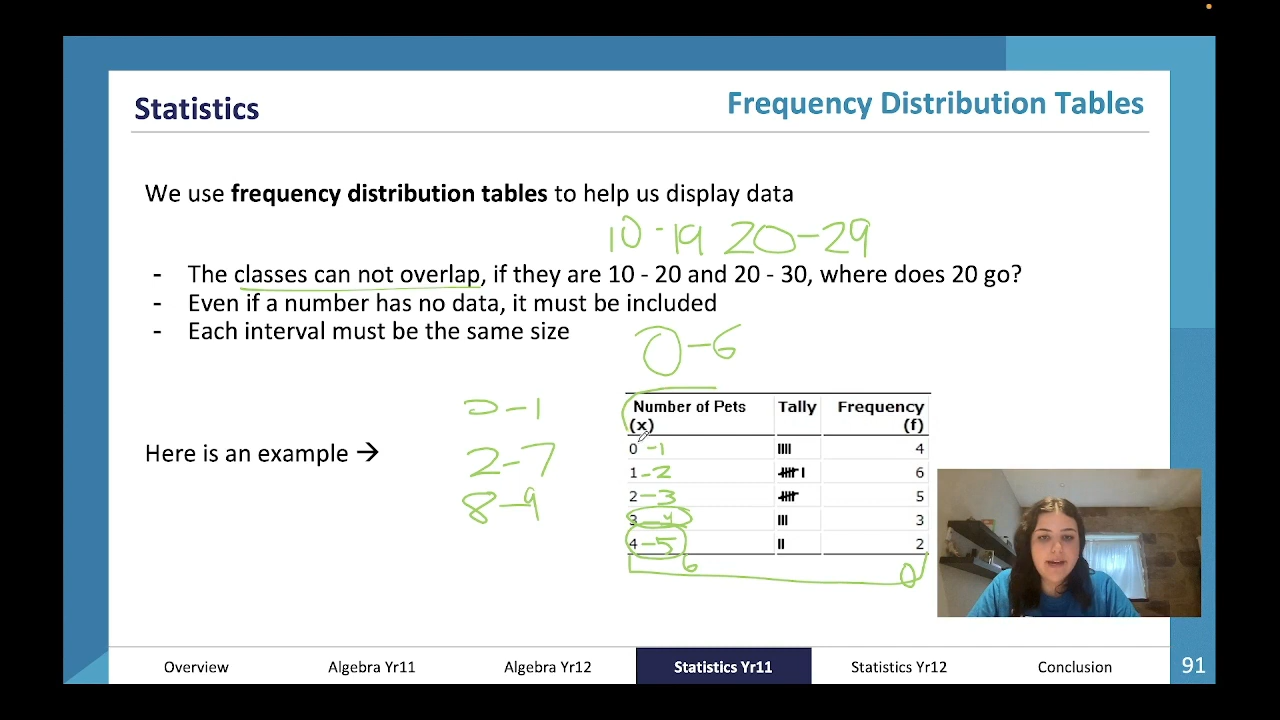 Statistics
Frequency Distribution Tables
We use frequency distribution tables to help us display data
10 - 19 20 - 29
- The classes can not overlap, if they are 10 - 20 and 20 - 30, where does 20 go?
- Even if a number has no data, it must be included
- Each interval must be the same size
0 - 6
0 - 1
2 - 7
8 - 9
Here is an example →
Number of Pets (x) Tally Frequency (f)
0 - 1 4
1 - 2 6
2 - 3 5
3 - 4 3
4 - 5 2
6 0
Overview Algebra Yr11 Algebra Yr12 Statistics Yr11 Statistics Yr12 Conclusion 91